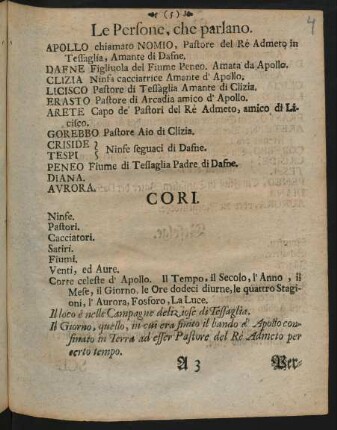 (5)
4
Le Persone, che parlano.
APOLLO chiamato NOMIO, Pastore del Rè Admeto in
Tessaglia, Amante di Dafne.
DAFNE Figliuola del Fiume Peneo. Amata da Apollo.
CLIZIA Ninfa cacciatrice Amante d' Apollo.
LICISCO Pastore di Tessaglia Amante di Clizia.
ERASTO Pastore di Arcadia amico d' Apollo.
ARETE Capo de' Pastori del Rè Admeto, amico di Li-
cisco.
GOREBBO Pastore Aio di Clizia.
CRISIDE }
TESPI } Ninfe seguaci di Dafne.
PENEO Fiume di Tessaglia Padre di Dafne.
DIANA.
AVRORA.
CORI.
Ninfe.
Pastori.
Cacciatori.
Satiri.
Fiumi.
Venti, ed Aure.
Corte celeste d' Apollo. Il Tempo, il Secolo, l' Anno, il
Mese, il Giorno. le Ore dodeci diurne, le quattro Stagi-
oni, l' Aurora, Fosforo, La Luce.
Il loco è nelle Campagne deliziose di Tessaglia.
Il Giorno, quello, in cui era finito il bando d' Apollo con-
finato in Terra ad esser Pastore del Rè Admeto per
certo tempo.
A 3 Per-